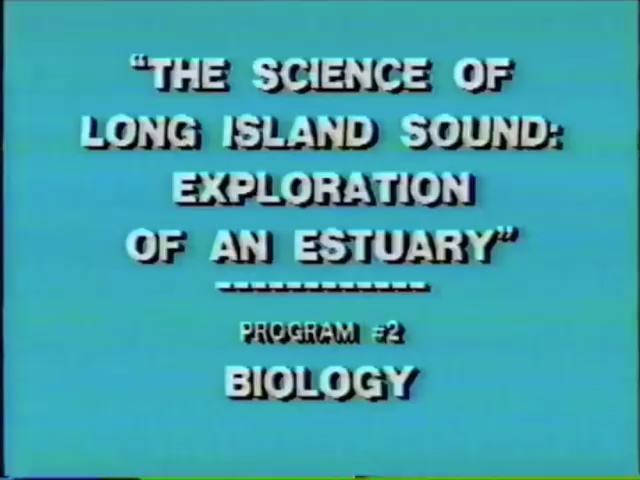 “THE SCIENCE OF
LONG ISLAND SOUND:
EXPLORATION
OF AN ESTUARY”
------------
PROGRAM #2
BIOLOGY